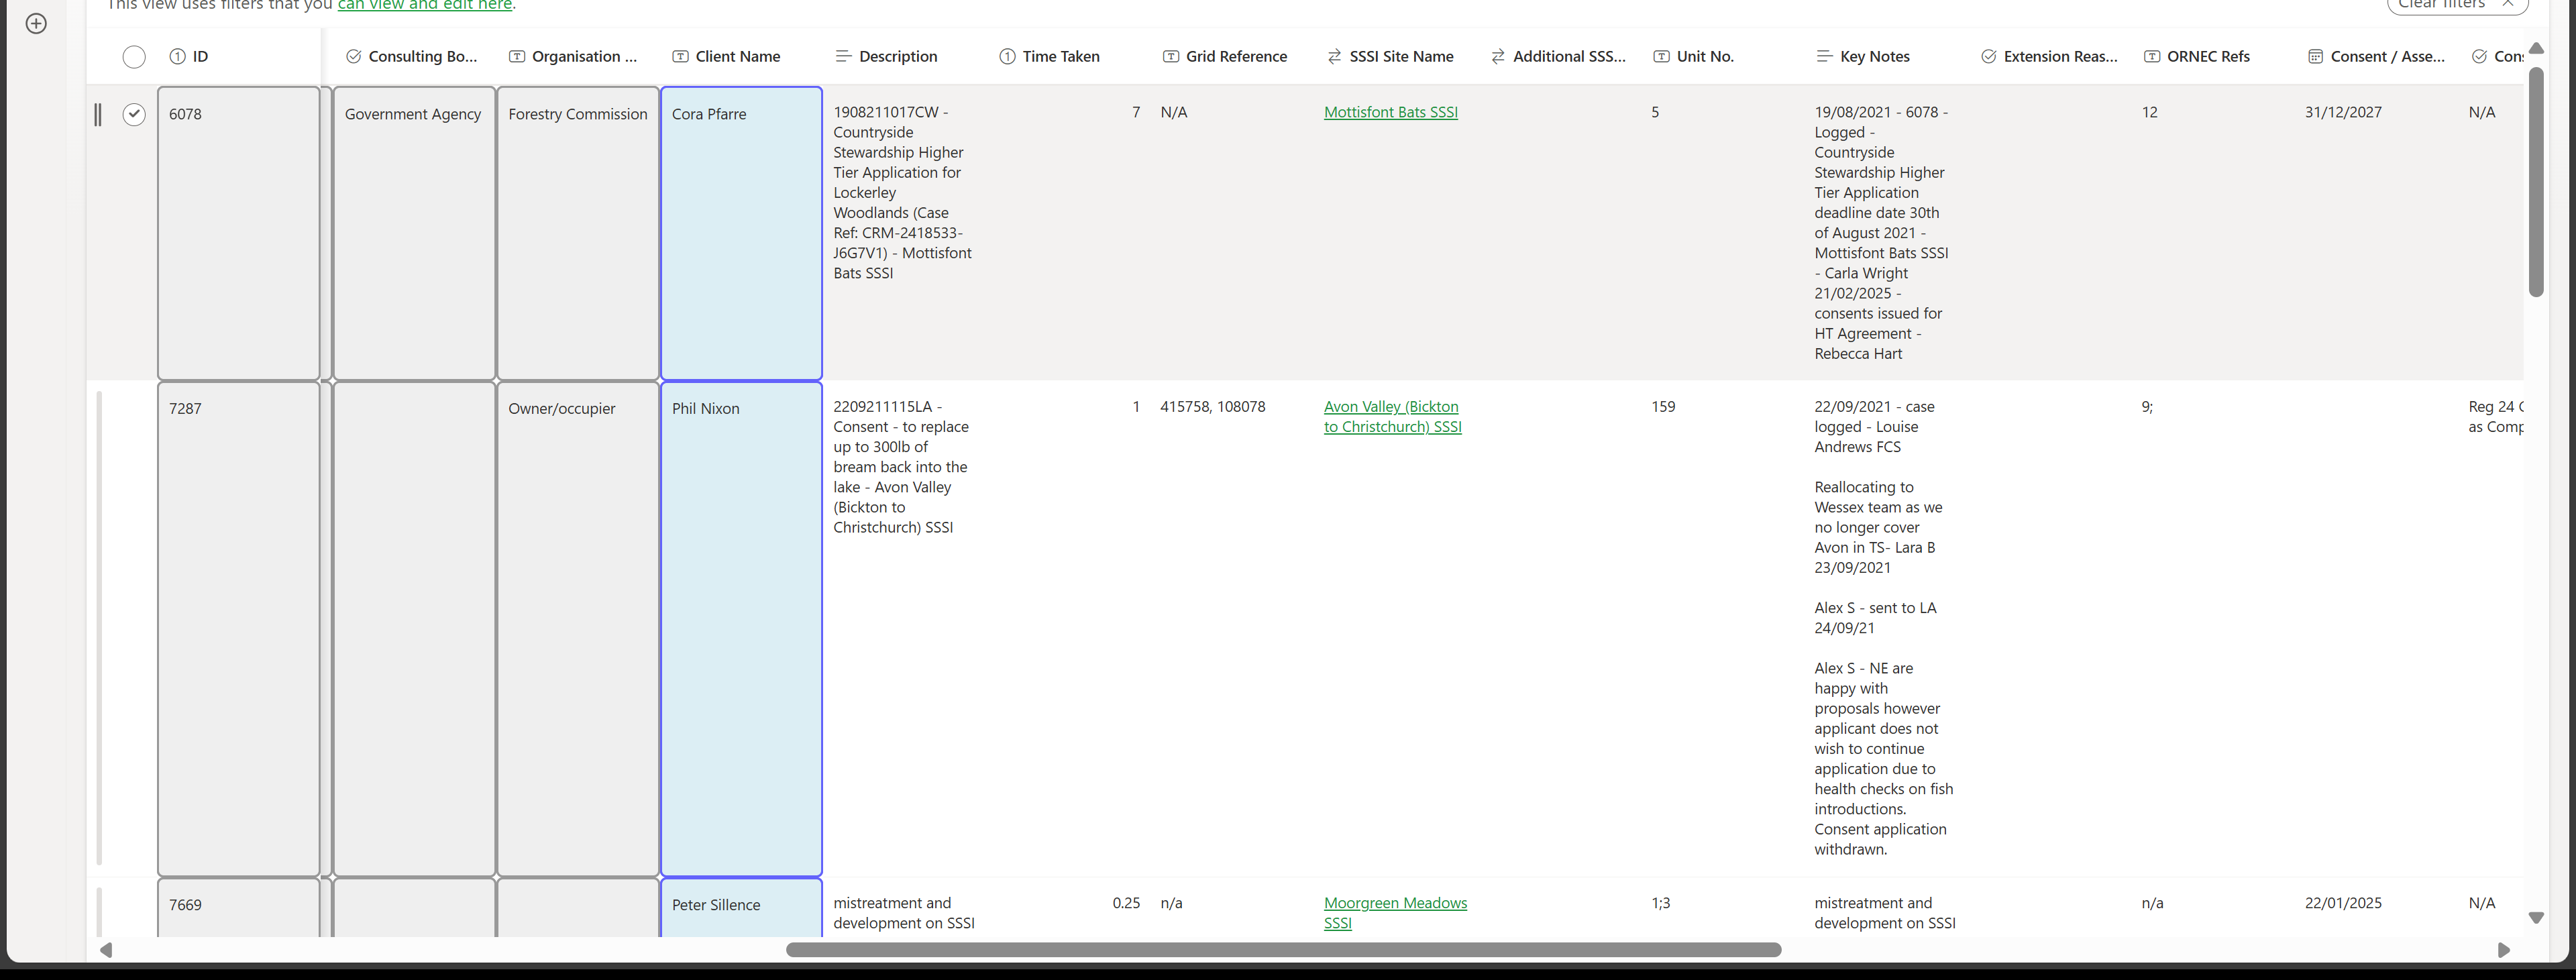 This view uses filters that you can view and edit here.
Clear filters
ID
Consulting Bo...
Organisation ...
Client Name
Description
Time Taken
Grid Reference
SSSI Site Name
Additional SSS...
Unit No.
Key Notes
Extension Reas...
ORNEC Refs
Consent / Asse...
Con
6078
Government Agency
Forestry Commission
Cora Pfarre
1908211017CW -
Countryside
Stewardship Higher
Tier Application for
Lockerley
Woodlands (Case
Ref: CRM-2418533-
J6G7V1) - Mottisfont
Bats SSSI
7
N/A
Mottisfont Bats SSSI
5
19/08/2021 - 6078 -
Logged -
Countryside
Stewardship Higher
Tier Application
deadline date 30th
of August 2021 -
Mottisfont Bats SSSI
- Carla Wright
21/02/2025 -
consents issued for
HT Agreement -
Rebecca Hart
12
31/12/2027
N/A
7287
Owner/occupier
Phil Nixon
2209211115LA -
Consent - to replace
up to 300lb of
bream back into the
lake - Avon Valley
(Bickton to
Christchurch) SSSI
1
415758, 108078
Avon Valley (Bickton
to Christchurch) SSSI
159
22/09/2021 - case
logged - Louise
Andrews FCS
Reallocating to
Wessex team as we
no longer cover
Avon in TS- Lara B
23/09/2021
Alex S - sent to LA
24/09/21
Alex S - NE are
happy with
proposals however
applicant does not
wish to continue
application due to
health checks on fish
introductions.
Consent application
withdrawn.
9;
Reg 24
as Comp
7669
Peter Sillence
mistreatment and
development on SSSI
0.25
n/a
Moorgreen Meadows
SSSI
1;3
mistreatment and
development on SSSI
n/a
22/01/2025
N/A